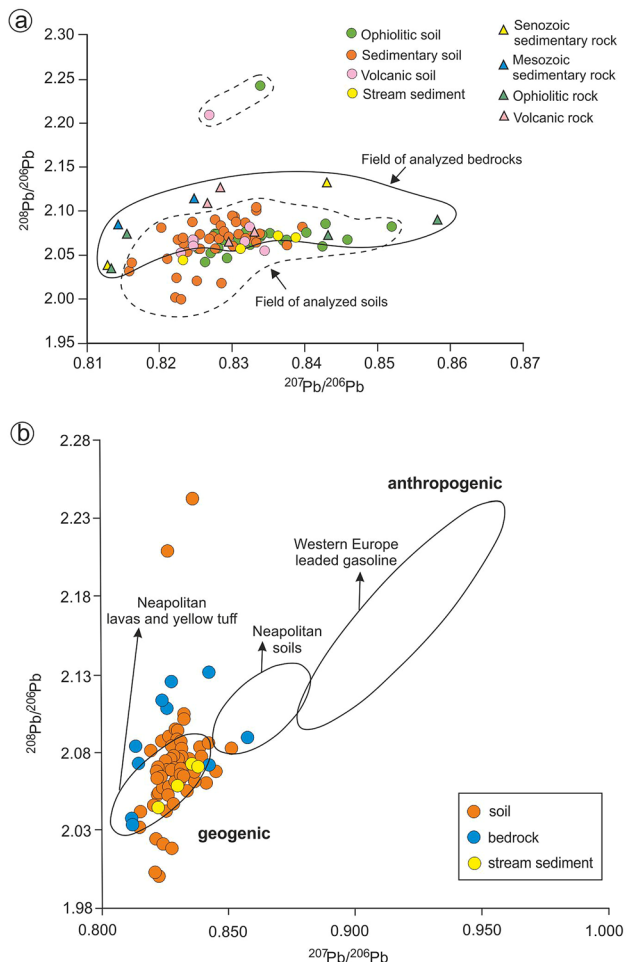 a
2.30
2.25
2.20
2.15
2.10
2.05
2.00
1.95
208Pb/206Pb
0.81 0.82 0.83 0.84 0.85 0.86 0.87
207Pb/206Pb
Ophiolitic soil
Sedimentary soil
Volcanic soil
Stream sediment
Senozoic
sedimentary rock
Mesozoic
sedimentary rock
Ophiolitic rock
Volcanic rock
Field of analyzed bedrocks
Field of analyzed soils
b
2.28
2.23
2.18
2.13
2.08
2.03
1.98
208Pb/206Pb
0.800 0.850 0.900 0.950 1.000
207Pb/206Pb
anthropogenic
Western Europe
leaded gasoline
Neapolitan
lavas and yellow tuff
Neapolitan
soils
geogenic
soil
bedrock
stream sediment